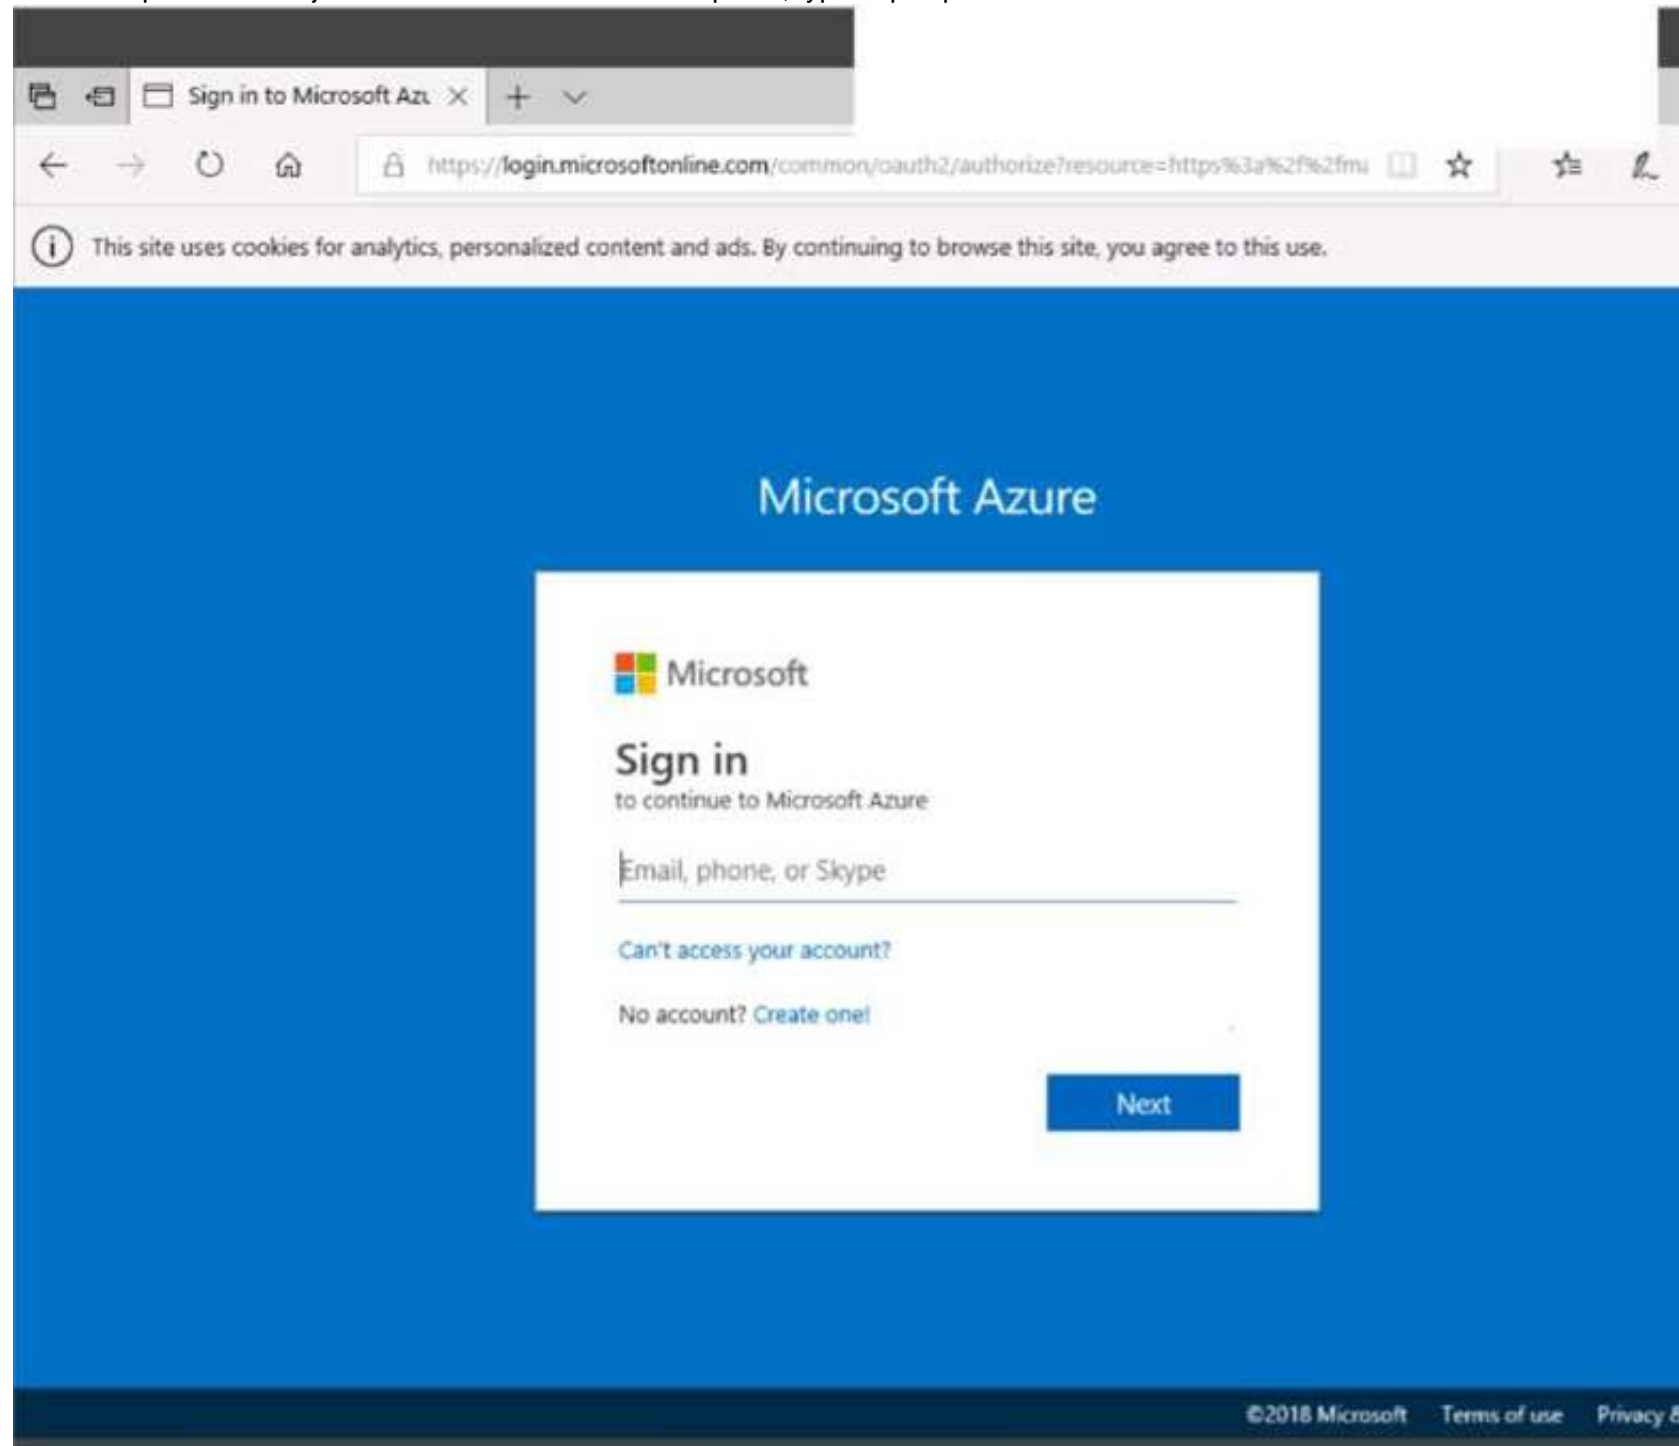 Sign in to Microsoft Azu
https://login.microsoftonline.com/common/oauth2/authorize?resource=https%3a%2f%2fma
This site uses cookies for analytics, personalized content and ads. By continuing to browse this site, you agree to this use.
Microsoft Azure
Microsoft
Sign in
to continue to Microsoft Azure
Email, phone, or Skype
Can't access your account?
No account? Create one!
Next
©2018 Microsoft Terms of use Privacy &